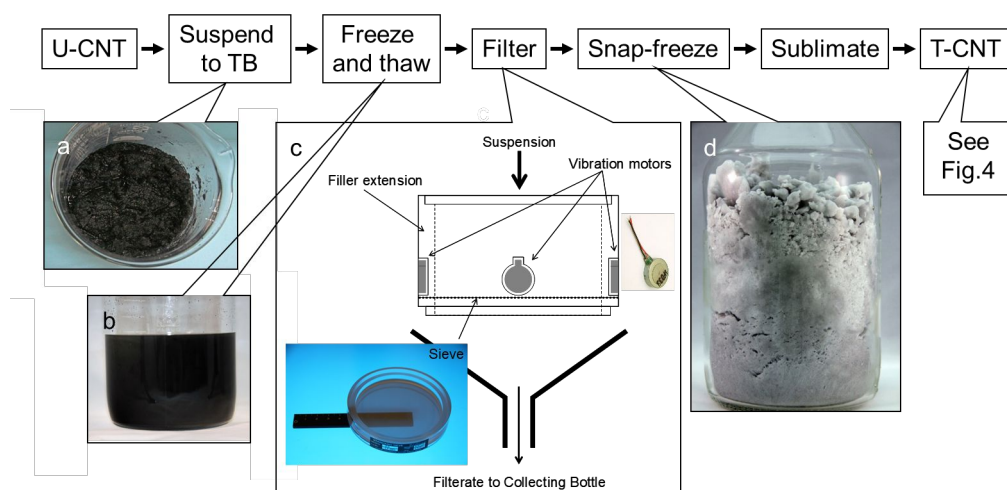 U-CNT
Suspend
to TB
Freeze
and thaw
Filter
Snap-freeze
Sublimate
T-CNT
a
b
c
Suspension
Vibration motors
Filler extension
Sieve
Filterate to Collecting Bottle
d
See
Fig.4